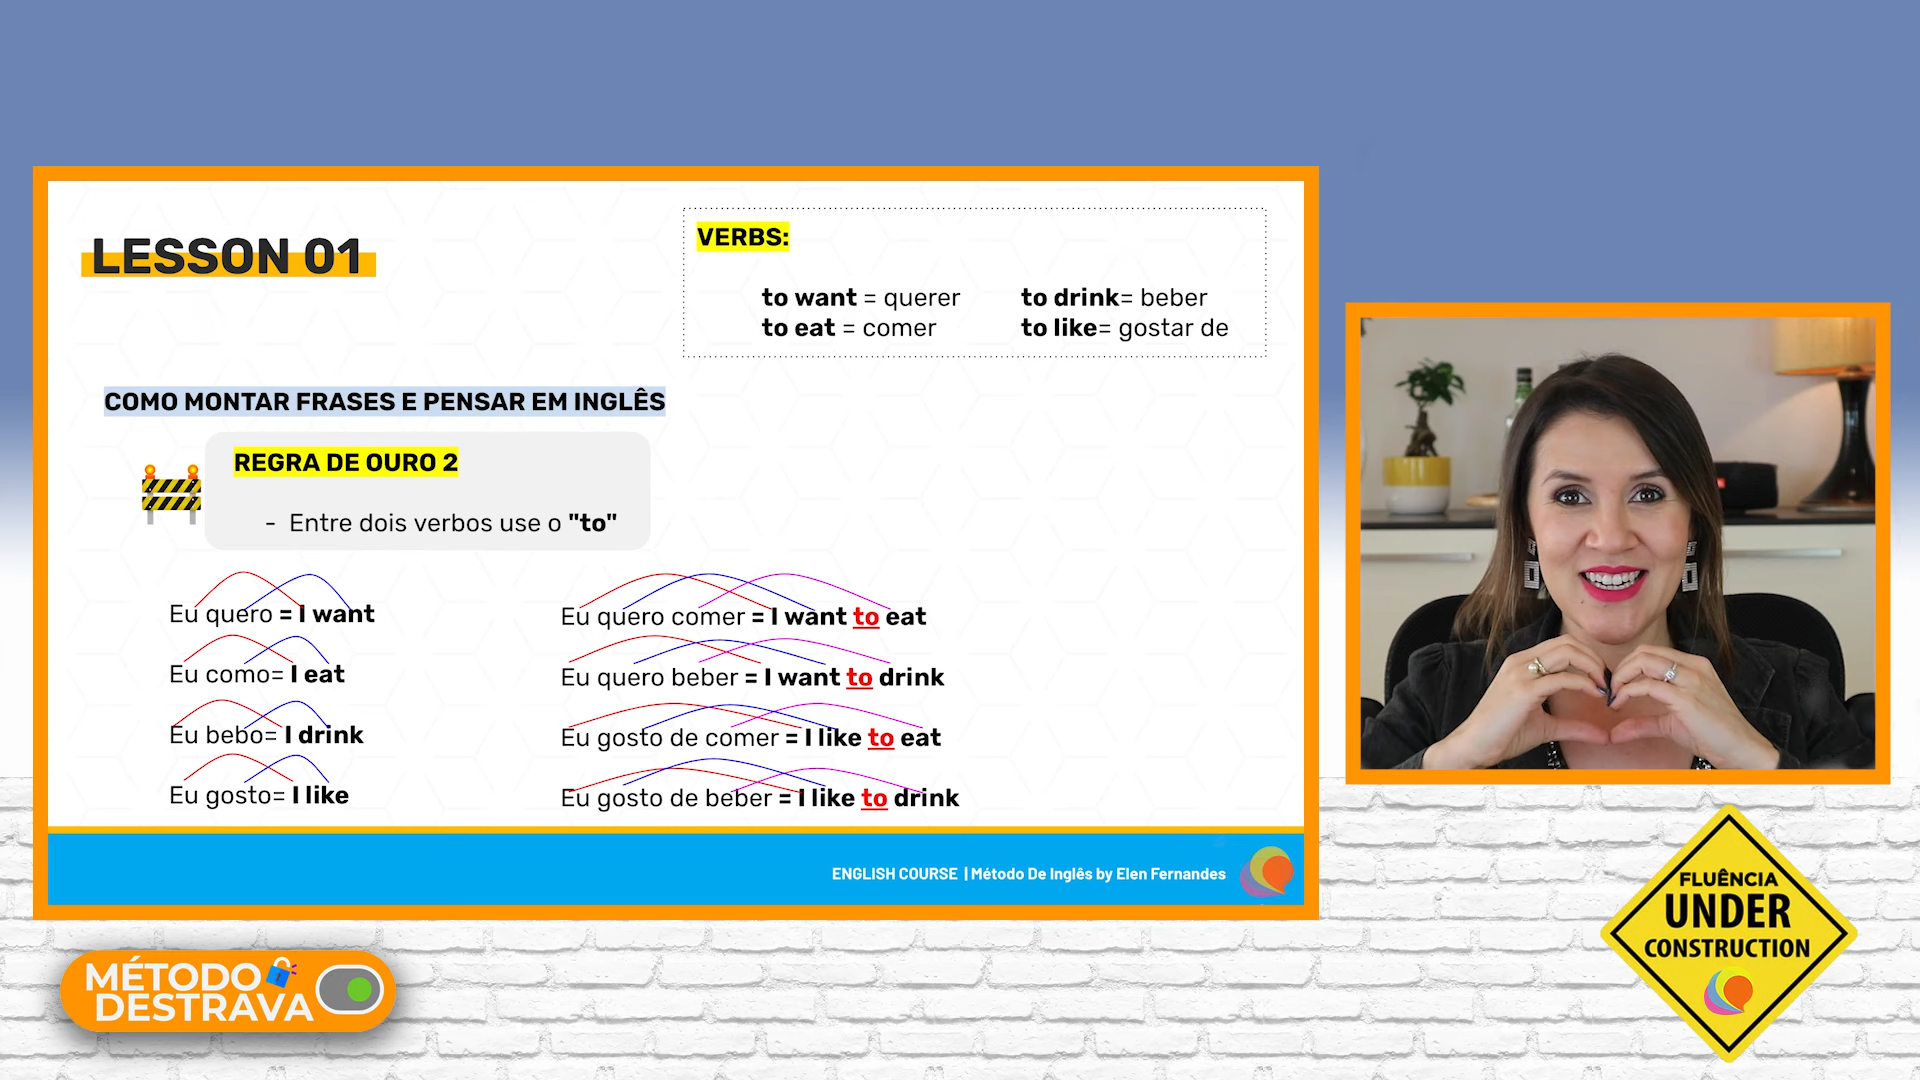 LESSON 01
VERBS:
to want = querer
to drink= beber
to eat = comer
to like= gostar de
COMO MONTAR FRASES E PENSAR EM INGLÊS
REGRA DE OURO 2
- Entre dois verbos use o "to"
Eu quero = I want
Eu como= I eat
Eu bebo= I drink
Eu gosto= I like
Eu quero comer = I want to eat
Eu quero beber = I want to drink
Eu gosto de comer = I like to eat
Eu gosto de beber = I like to drink
ENGLISH COURSE | Método De Inglês by Elen Fernandes
MÉTODO
DESTRAVA
FLUÊNCIA
UNDER
CONSTRUCTION